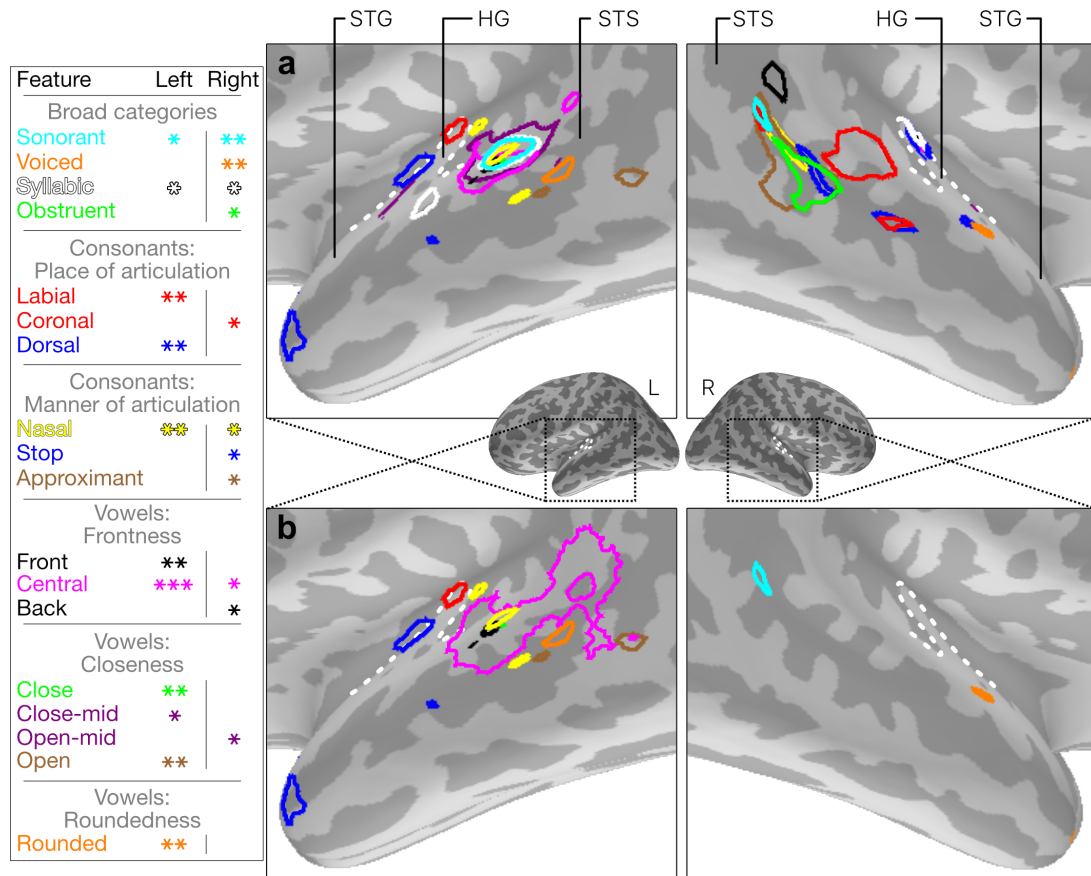 STG HG STS STS HG STG
a
Feature Left Right
Broad categories
Sonorant * **
Voiced **
Syllabic * *
Obstruent *
Consonants:
Place of articulation
Labial **
Coronal *
Dorsal **
Consonants:
Manner of articulation
Nasal ** *
Stop *
Approximant *
Vowels:
Frontness
Front **
Central *** *
Back *
Vowels:
Closeness
Close **
Close-mid *
Open-mid *
Open **
Vowels:
Roundedness
Rounded **
L R
b